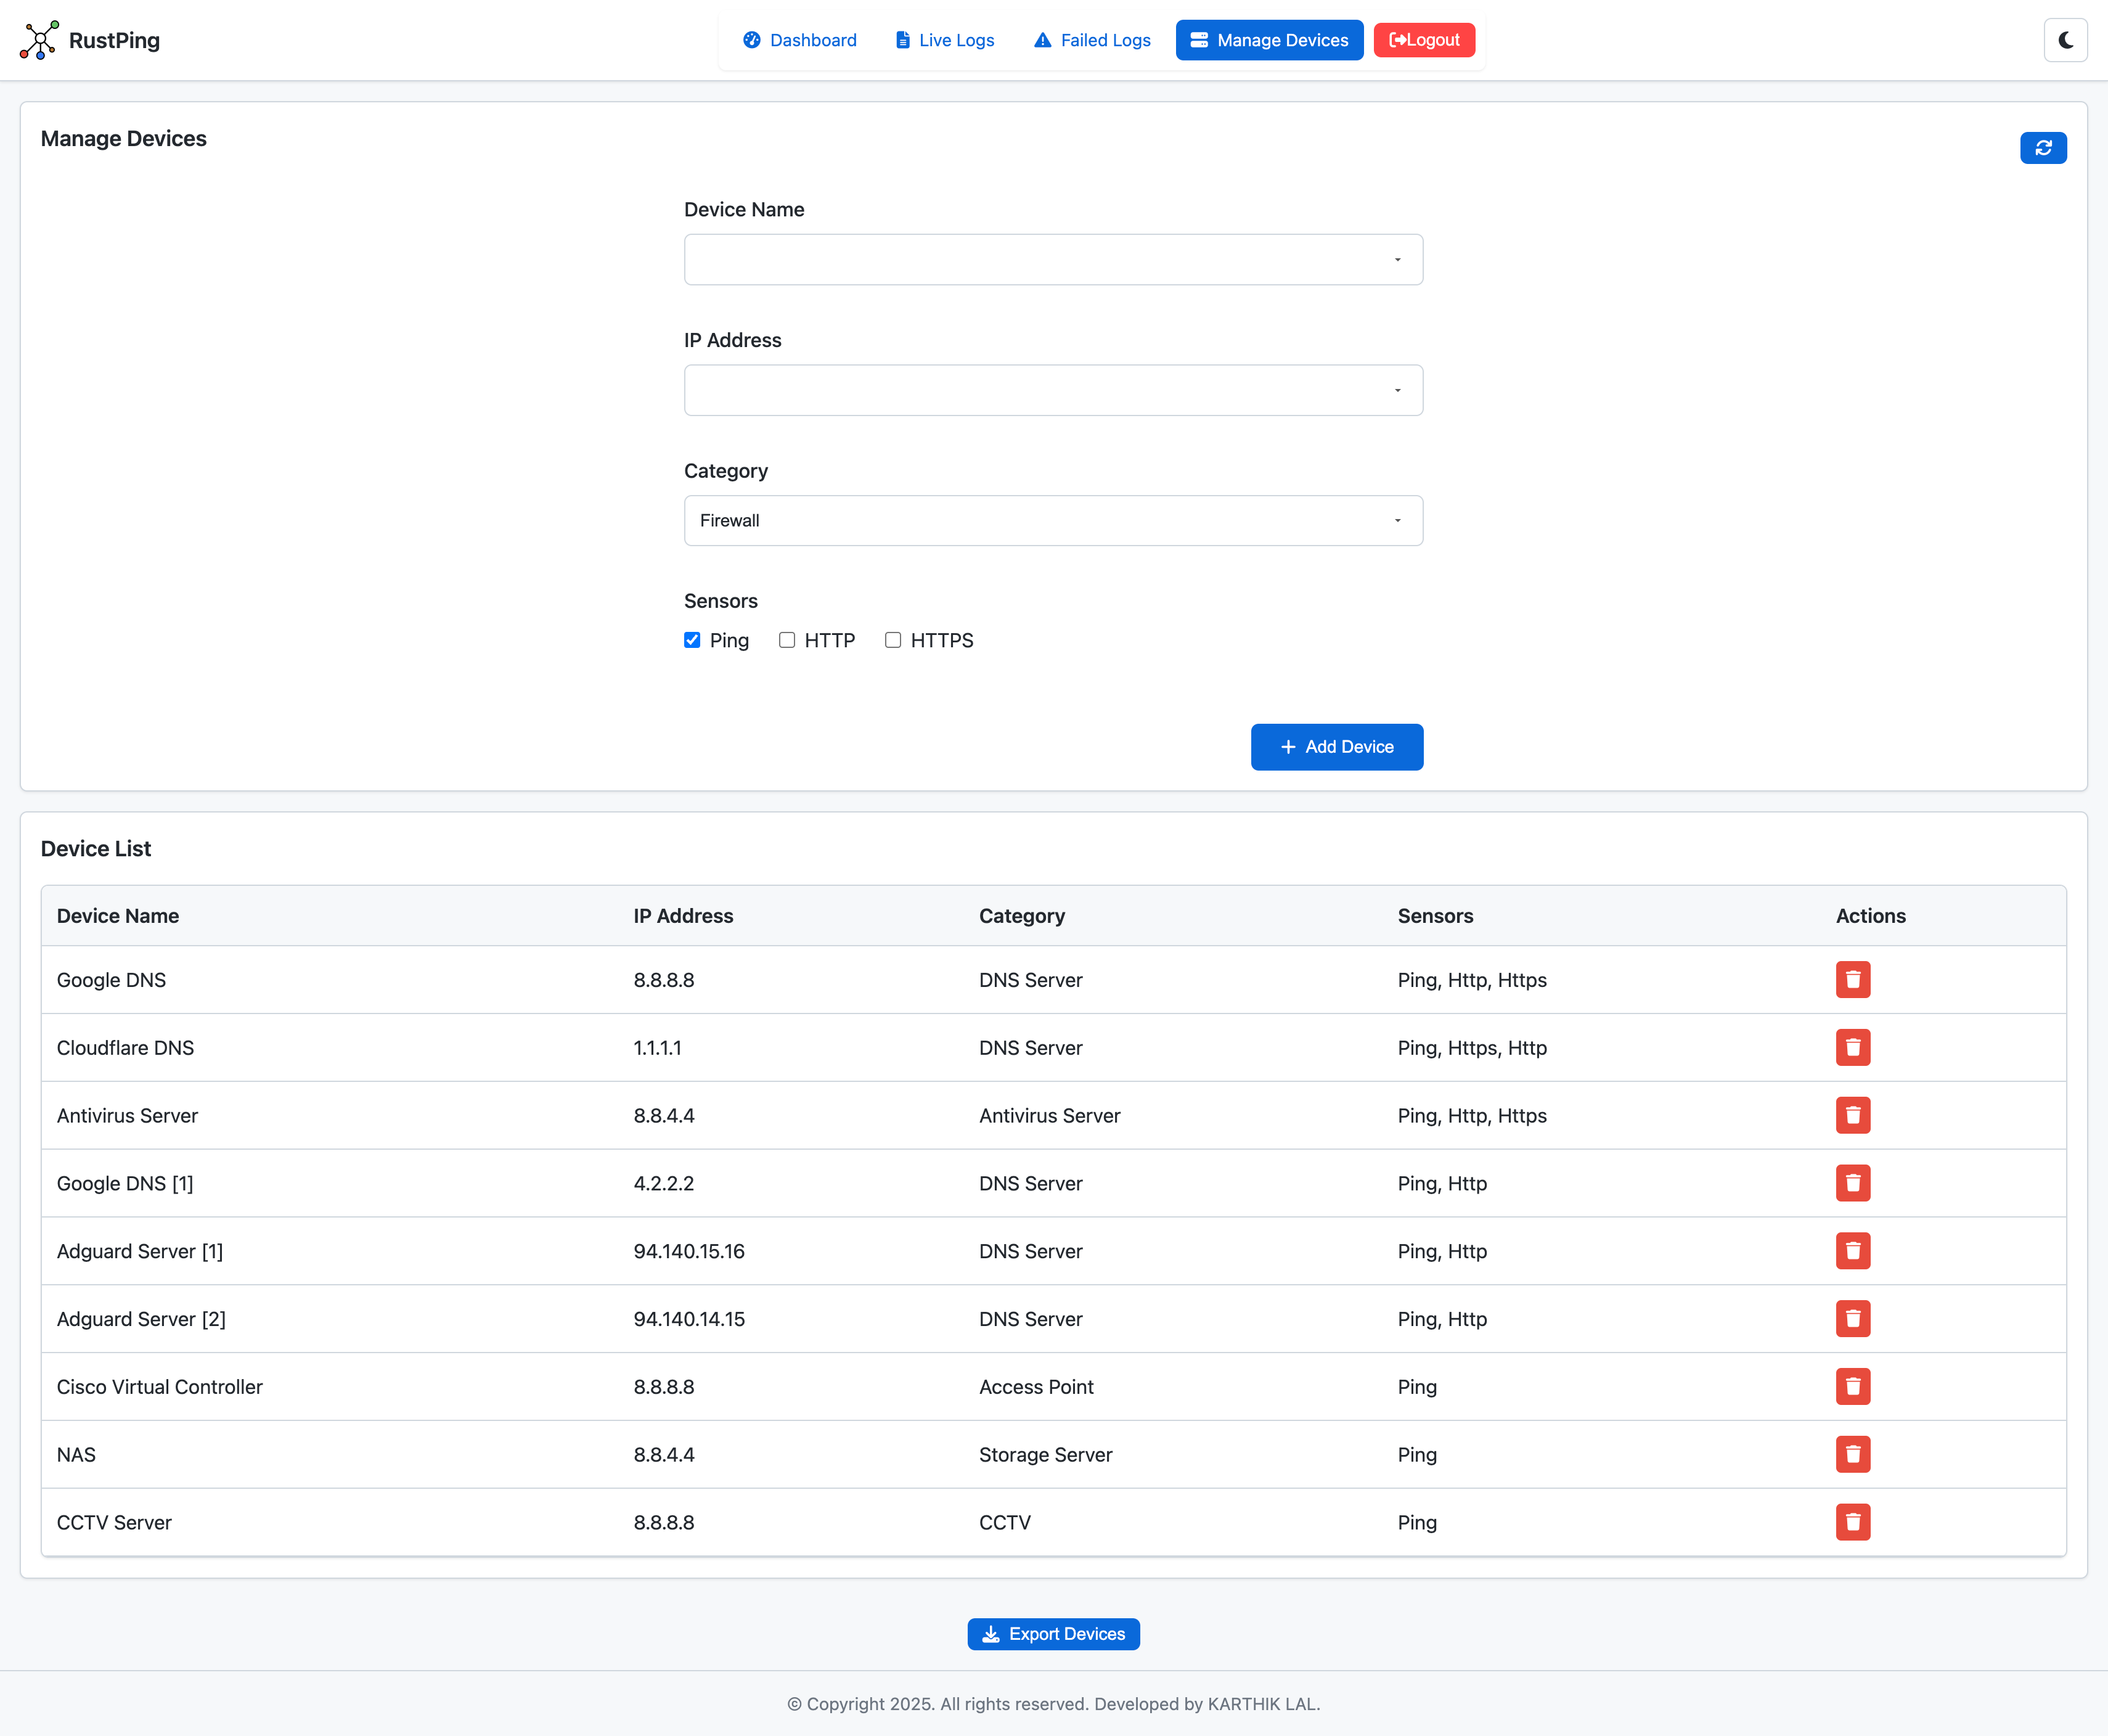 RustPing
Dashboard Live Logs Failed Logs Manage Devices Logout
Manage Devices
Device Name
IP Address
Category
Firewall
Sensors
Ping HTTP HTTPS
Add Device
Device List
Device Name IP Address Category Sensors Actions
Google DNS 8.8.8.8 DNS Server Ping, Http, Https
Cloudflare DNS 1.1.1.1 DNS Server Ping, Https, Http
Antivirus Server 8.8.4.4 Antivirus Server Ping, Http, Https
Google DNS [1] 4.2.2.2 DNS Server Ping, Http
Adguard Server [1] 94.140.15.16 DNS Server Ping, Http
Adguard Server [2] 94.140.14.15 DNS Server Ping, Http
Cisco Virtual Controller 8.8.8.8 Access Point Ping
NAS 8.8.4.4 Storage Server Ping
CCTV Server 8.8.8.8 CCTV Ping
Export Devices
© Copyright 2025. All rights reserved. Developed by KARTHIK LAL.